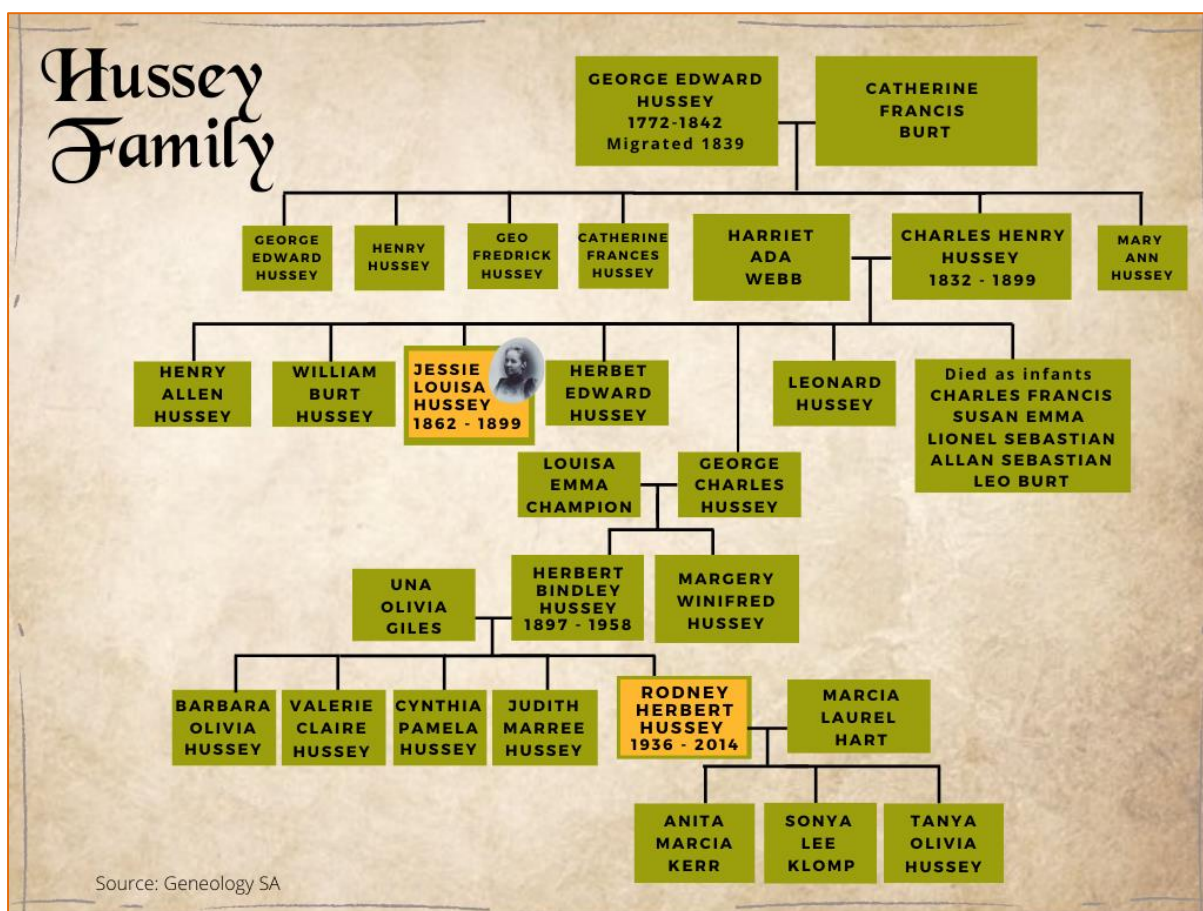 Hussey
Family
GEORGE EDWARD
HUSSEY
1772-1842
Migrated 1839
CATHERINE
FRANCIS
BURT
GEORGE
EDWARD
HUSSEY
HENRY
HUSSEY
GEO
FREDRICK
HUSSEY
CATHERINE
FRANCES
HUSSEY
HARRIET
ADA
WEBB
CHARLES HENRY
HUSSEY
1832 - 1899
MARY
ANN
HUSSEY
HENRY
ALLEN
HUSSEY
WILLIAM
BURT
HUSSEY
JESSIE
LOUISA
HUSSEY
1862 - 1899
HERBET
EDWARD
HUSSEY
LEONARD
HUSSEY
Died as infants
CHARLES FRANCIS
SUSAN EMMA
LIONEL SEBASTIAN
ALLAN SEBASTIAN
LEO BURT
LOUISA
EMMA
CHAMPION
GEORGE
CHARLES
HUSSEY
UNA
OLIVIA
GILES
HERBERT
BINDLEY
HUSSEY
1897 - 1958
MARGERY
WINIFRED
HUSSEY
BARBARA
OLIVIA
HUSSEY
VALERIE
CLAIRE
HUSSEY
CYNTHIA
PAMELA
HUSSEY
JUDITH
MARREE
HUSSEY
RODNEY
HERBERT
HUSSEY
1936 - 2014
MARCIA
LAUREL
HART
ANITA
MARCIA
KERR
SONYA
LEE
KLOMP
TANYA
OLIVIA
HUSSEY
Source: Geneology SA